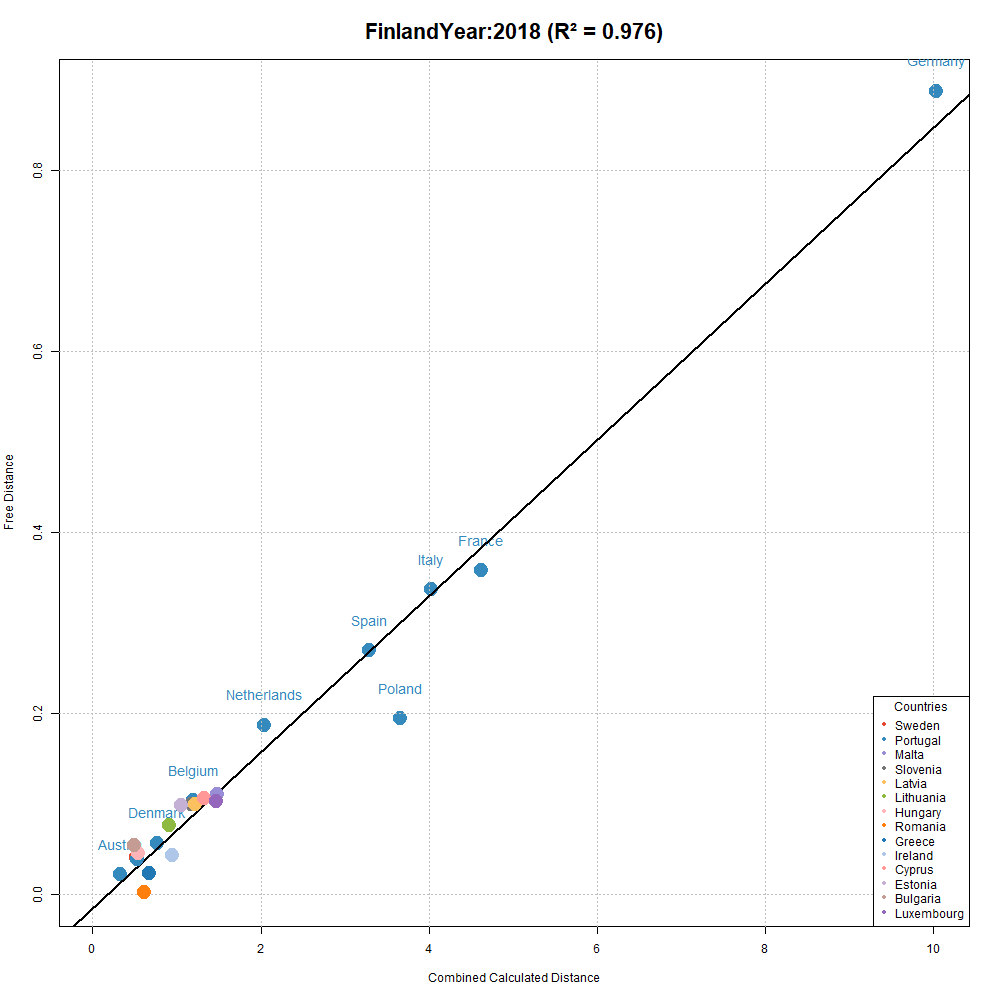 FinlandYear:2018 (R² = 0.976)
Germany
0.8
0.6
Free Distance
0.4
France
Italy
Spain
Poland
Netherlands
0.2
Belgium
Denmark
Austri
0.0
Countries
Sweden
Portugal
Malta
Slovenia
Latvia
Lithuania
Hungary
Romania
Greece
Ireland
Cyprus
Estonia
Bulgaria
Luxembourg
0 2 4 6 8 10
Combined Calculated Distance